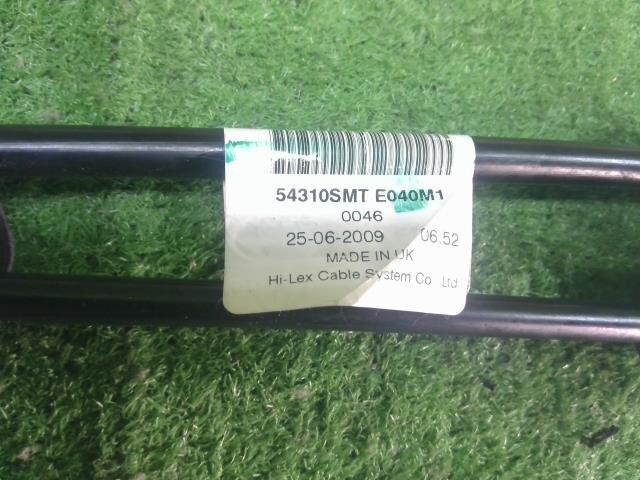 54310SMT E040M1
0046
25-06-2009 06.52
MADE IN UK
Hi-Lex Cable System Co Ltd.